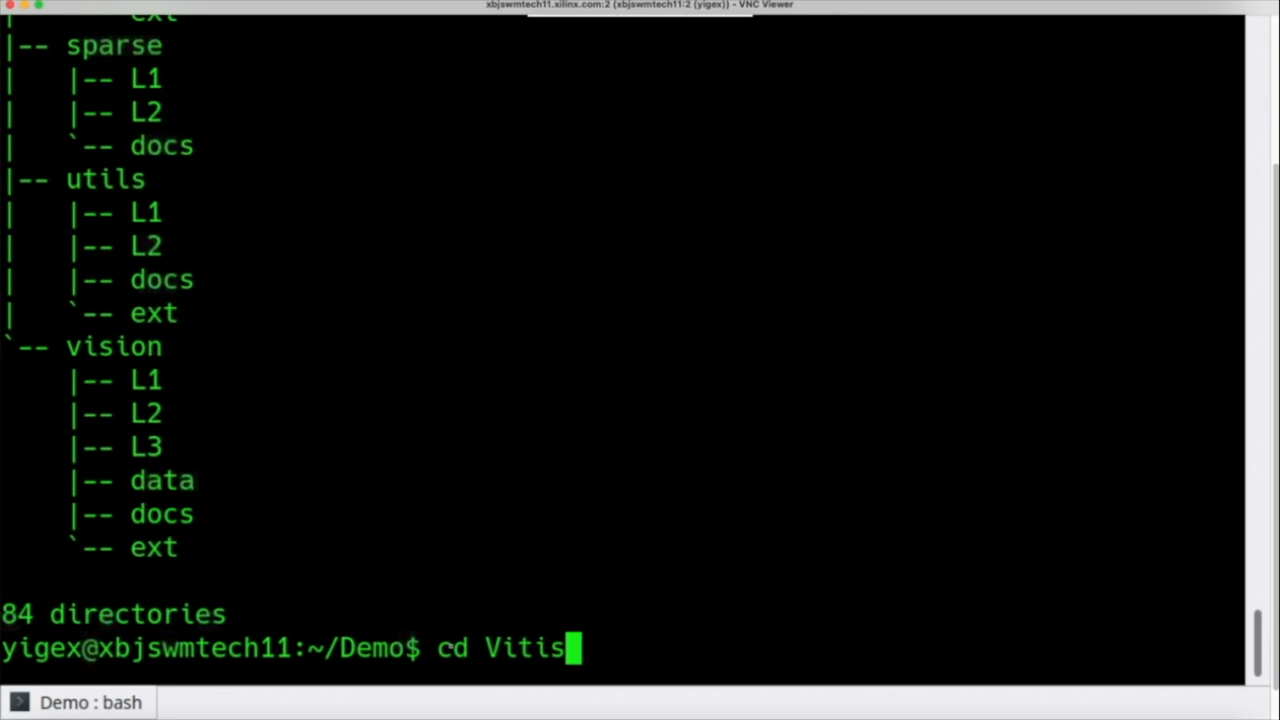 xbjswmtech11.xilinx.com:2 (xbjswmtech11:2 (yigex)) - VNC Viewer
ext
|-- sparse
|   |-- L1
|   |-- L2
|   `-- docs
|-- utils
|   |-- L1
|   |-- L2
|   |-- docs
|   `-- ext
`-- vision
    |-- L1
    |-- L2
    |-- L3
    |-- data
    |-- docs
    `-- ext
84 directories
yigex@xbjswmtech11:~/Demo$ cd Vitis
Demo : bash